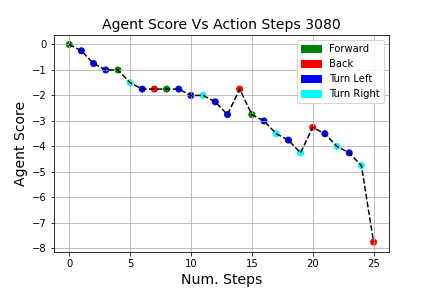 Agent Score Vs Action Steps 3080
Agent Score
0
−1
−2
−3
−4
−5
−6
−7
−8
Forward
Back
Turn Left
Turn Right
0 5 10 15 20 25
Num. Steps